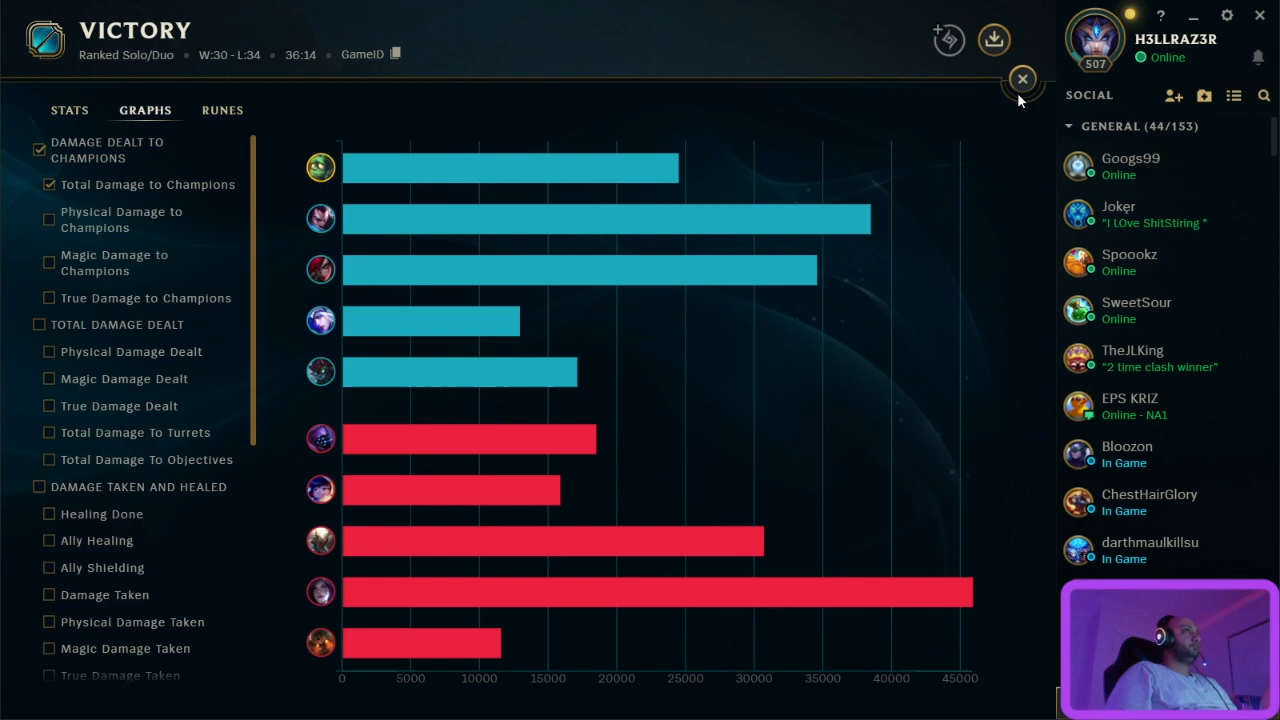 VICTORY
Ranked Solo/Duo • W:30 - L:34 • 36:14 • GameID
?
H3LLRAZ3R
507
Online
SOCIAL
STATS GRAPHS RUNES
DAMAGE DEALT TO
CHAMPIONS
Total Damage to Champions
Physical Damage to
Champions
Magic Damage to
Champions
True Damage to Champions
TOTAL DAMAGE DEALT
Physical Damage Dealt
Magic Damage Dealt
True Damage Dealt
Total Damage To Turrets
Total Damage To Objectives
DAMAGE TAKEN AND HEALED
Healing Done
Ally Healing
Ally Shielding
Damage Taken
Physical Damage Taken
Magic Damage Taken
True Damage Taken
0 5000 10000 15000 20000 25000 30000 35000 40000 45000
GENERAL (44/153)
Googs99
Online
Jokęr
"I LOve ShitStiring "
Spoookz
Online
SweetSour
Online
TheJLKing
"2 time clash winner"
EPS KRIZ
Online - NA1
Bloozon
In Game
ChestHairGlory
In Game
darthmaulkillsu
In Game